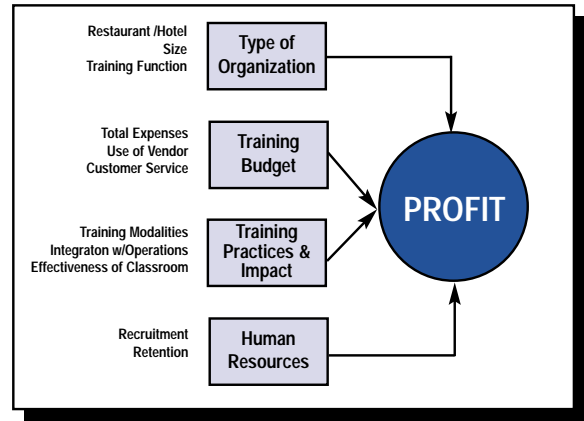 Restaurant /Hotel
Size
Training Function
Type of
Organization
Total Expenses
Use of Vendor
Customer Service
Training
Budget
PROFIT
Training Modalities
Integraton w/Operations
Effectiveness of Classroom
Training
Practices &
Impact
Recruitment
Retention
Human
Resources